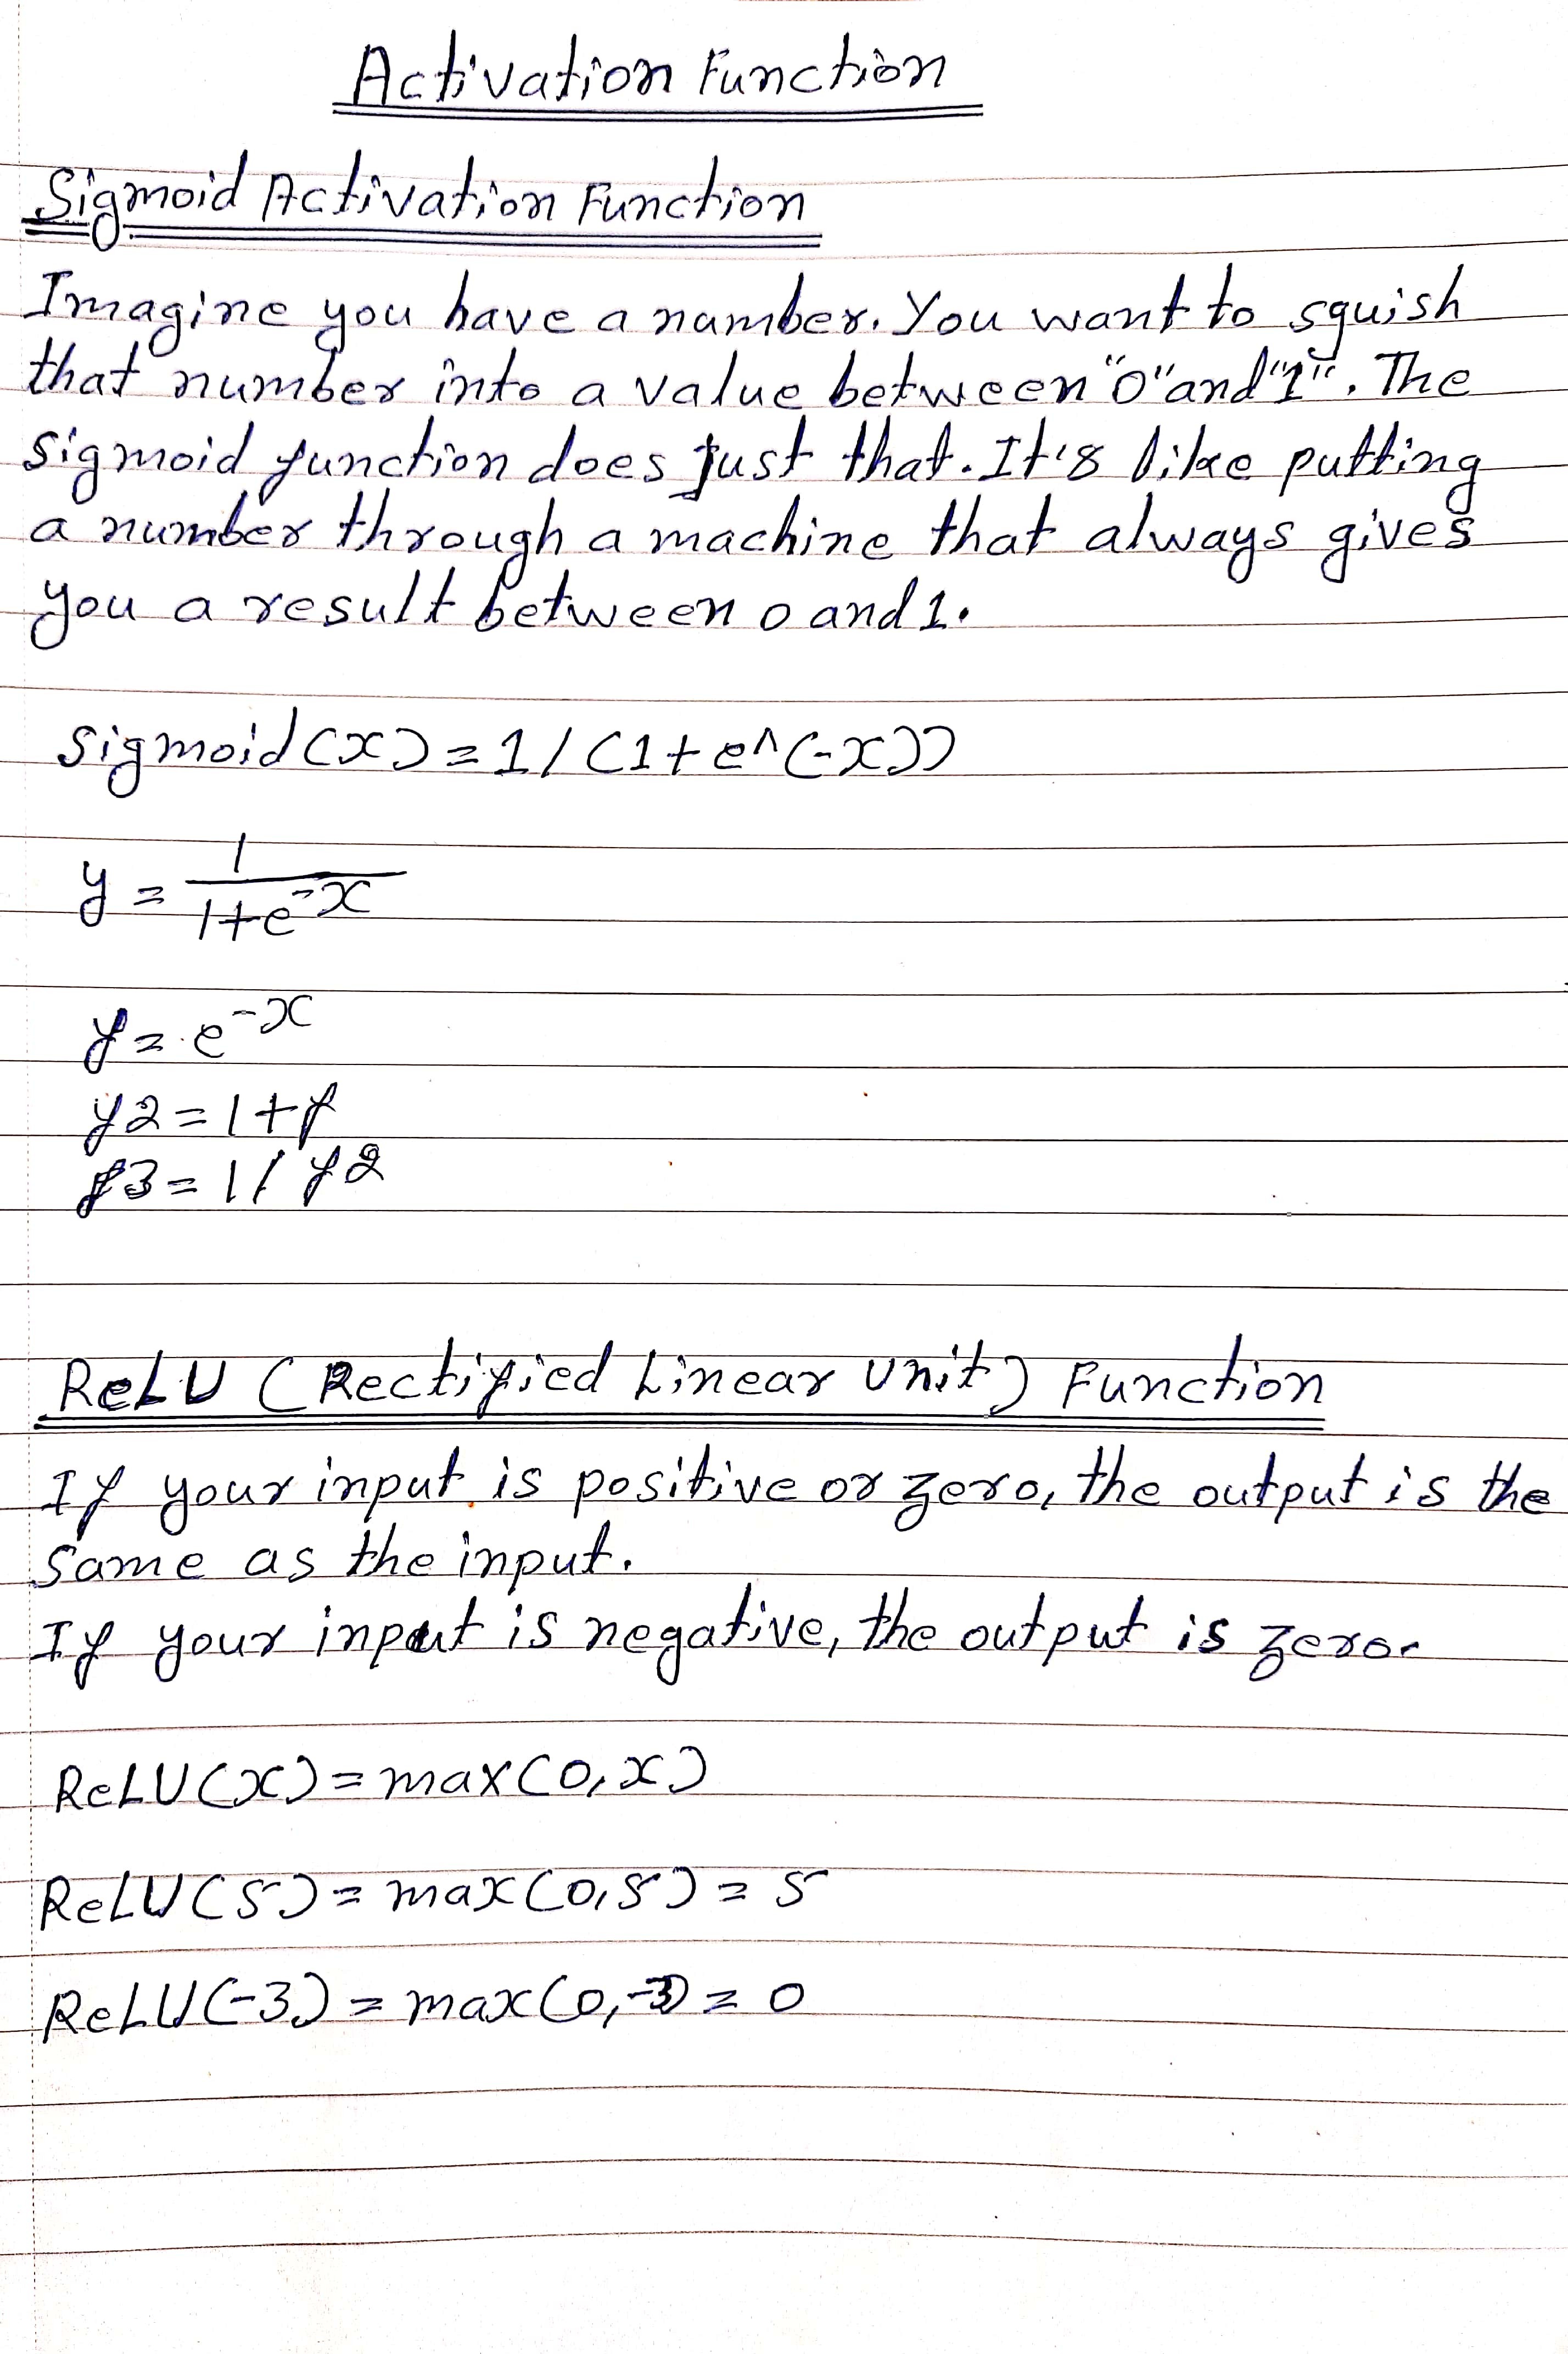 Activation Function
Sigmoid Activation Function
Imagine you have a number. You want to squish
that number into a value between "0" and "1". The
sigmoid function does just that. It's like putting
a number through a machine that always gives
you a result between 0 and 1.
sigmoid(x) = 1 / (1 + e^(-x))
y = 1 / 1+e^-x
y = e^-x
y2 = 1 + y
y3 = 1 / y2
ReLU (Rectified Linear Unit) Function
If your input is positive or zero, the output is the
same as the input.
If your input is negative, the output is zero.
ReLU(x) = max(0, x)
ReLU(5) = max(0, 5) = 5
ReLU(-3) = max(0, -3) = 0